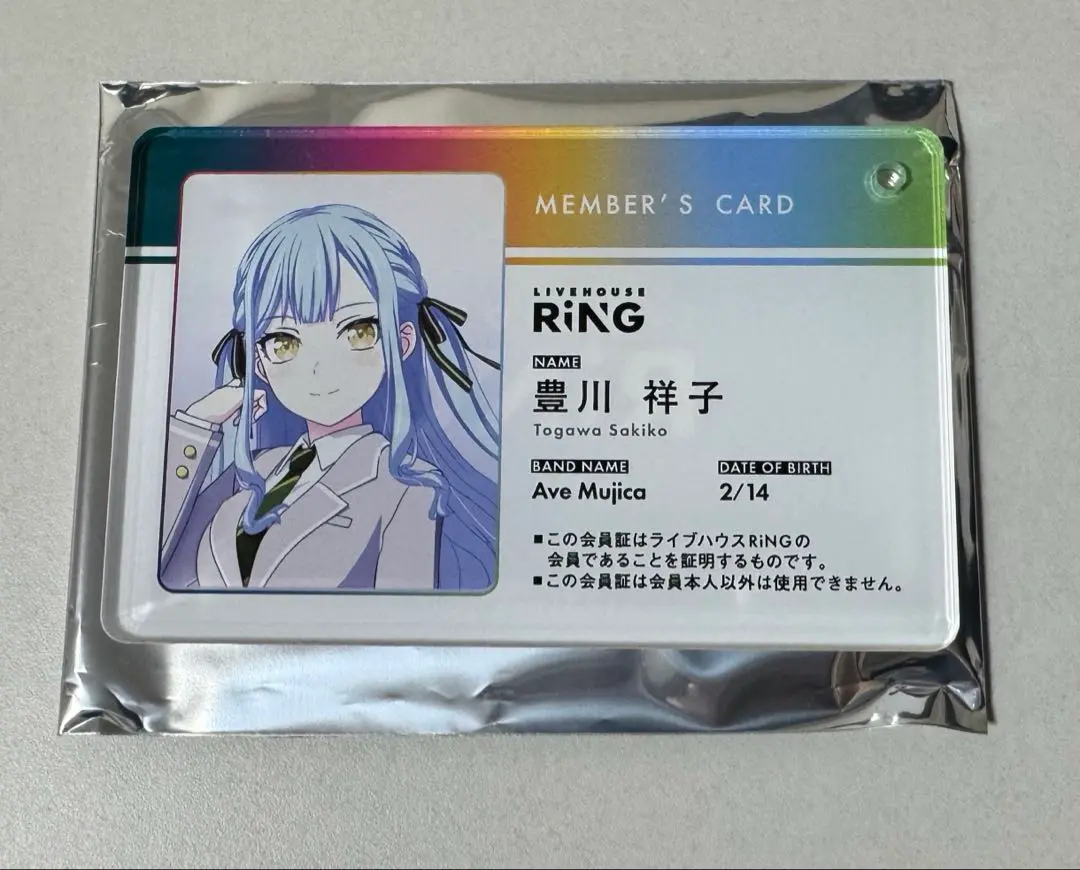 MEMBER'S CARD
LIVEHOUSE
RiNG
NAME
豊川 祥子
Togawa Sakiko
BAND NAME
DATE OF BIRTH
Ave Mujica
2/14
■この会員証はライブハウスRiNGの
会員であることを証明するものです。
■この会員証は会員本人以外は使用できません。